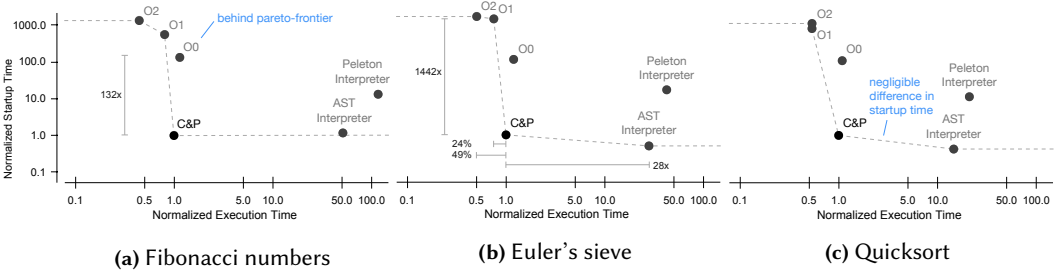 Normalized Startup Time
1000.0
100.0
10.0
1.0
0.1
O2
O1
behind pareto-frontier
O0
132x
Peleton
Interpreter
AST
Interpreter
C&P
0.1
0.5
1.0
5.0
10.0
50.0
100.0
Normalized Execution Time
(a) Fibonacci numbers
O2
O1
O0
1442x
Peleton
Interpreter
AST
Interpreter
C&P
24%
49%
28x
0.1
0.5
1.0
5.0
10.0
50.0
100.0
Normalized Execution Time
(b) Euler's sieve
O2
O1
O0
negligible
difference in
startup time
Peleton
Interpreter
AST
Interpreter
C&P
0.1
0.5
1.0
5.0
10.0
50.0
100.0
Normalized Execution Time
(c) Quicksort